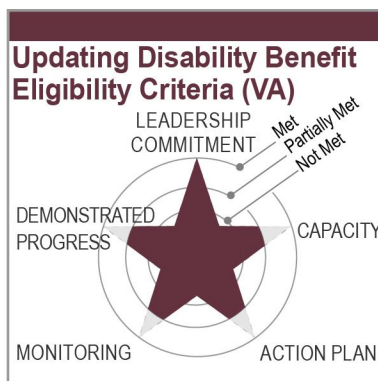 Updating Disability Benefit
Eligibility Criteria (VA)
LEADERSHIP
COMMITMENT
Met
Partially Met
Not Met
DEMONSTRATED
PROGRESS
CAPACITY
MONITORING
ACTION PLAN